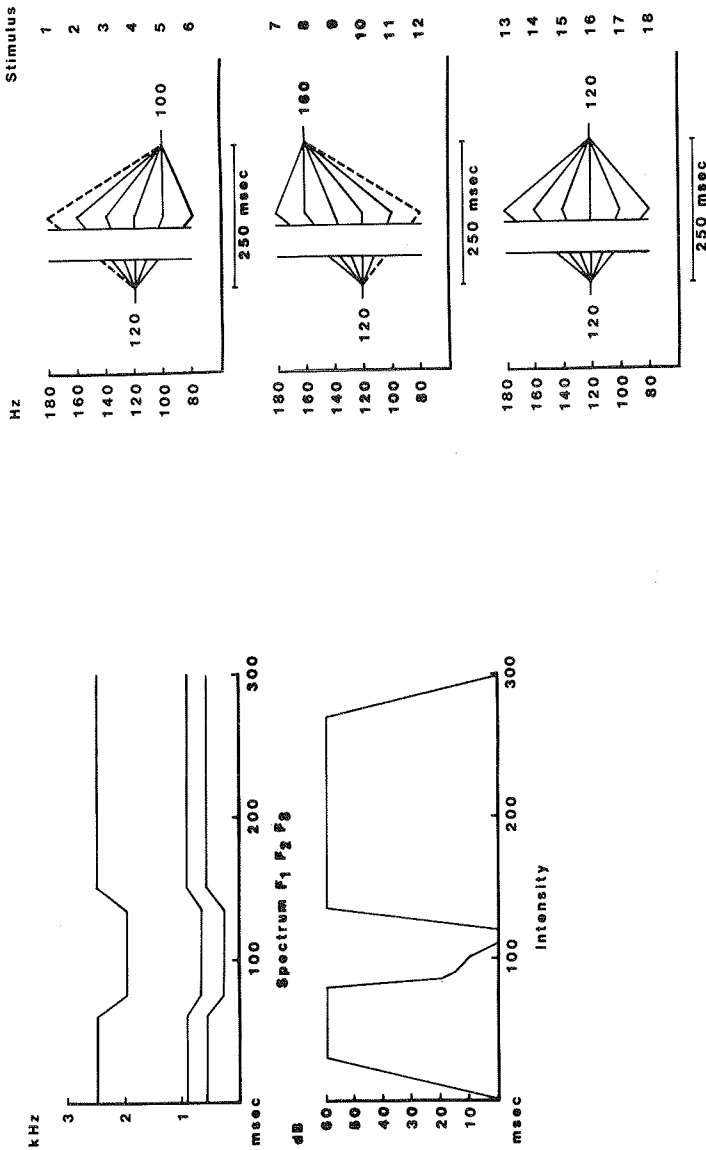 kHz
3
2
1
msec 100 200 300
Spectrum F₁ F₂ F₃
dB
60
50
40
30
20
10
msec 100 200 300
Intensity
Hz Stimulus
180 1
160 2
140 3
120 120 4
100 100 5
80 6
250 msec
180 7
160 160 8
140 9
120 120 10
100 11
80 12
250 msec
180 13
160 14
140 15
120 120 120 16
100 17
80 18
250 msec